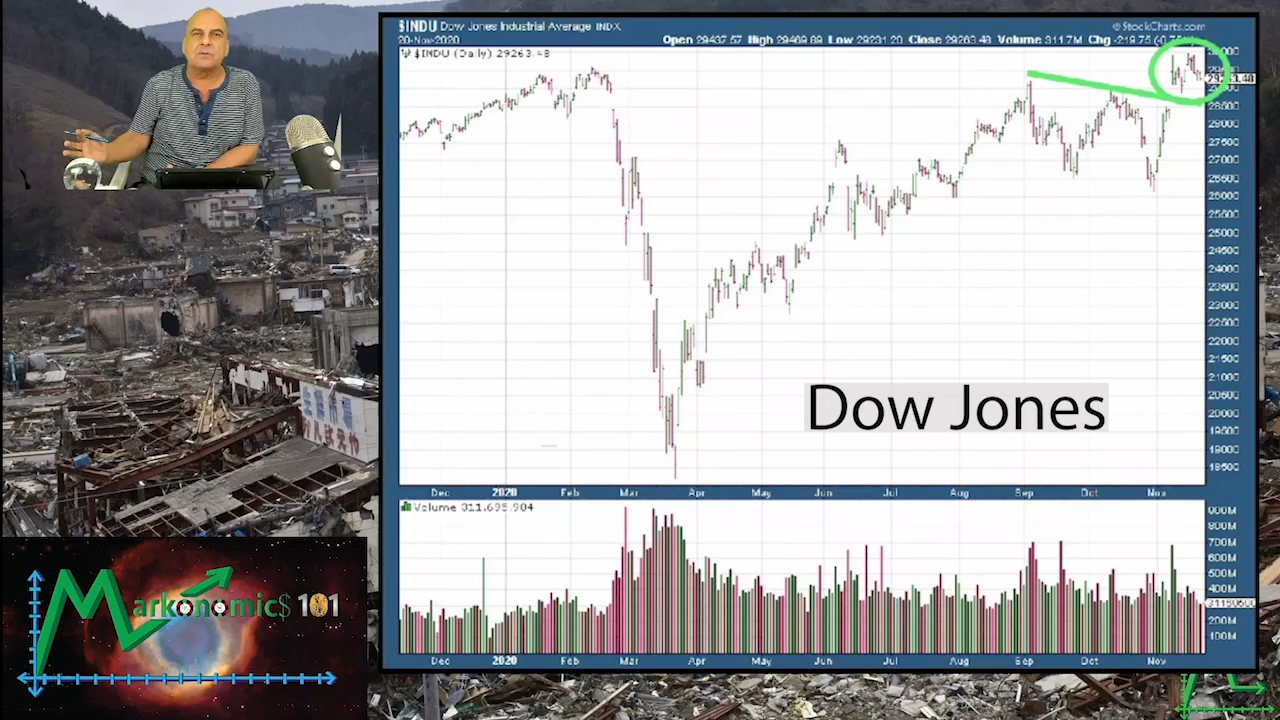 $INDU Dow Jones Industrial Average INDX
© StockCharts.com
20-Nov-2020
Open 29437.57 High 29469.89 Low 29231.20 Close 29263.48 Volume 311.7M Chg -219.75
$INDU (Daily) 29263.48
29000
28500
28000
27500
27000
26500
26000
25500
25000
24500
24000
23500
23000
22500
22000
21500
21000
20500
20000
19500
19000
18500
Dow Jones
Dec 2020 Feb Mar Apr May Jun Jul Aug Sep Oct Nov
Volume 311,695,904
900M
800M
700M
600M
500M
400M
200M
100M
Dec 2020 Feb Mar Apr May Jun Jul Aug Sep Oct Nov
Markonomic$ 101